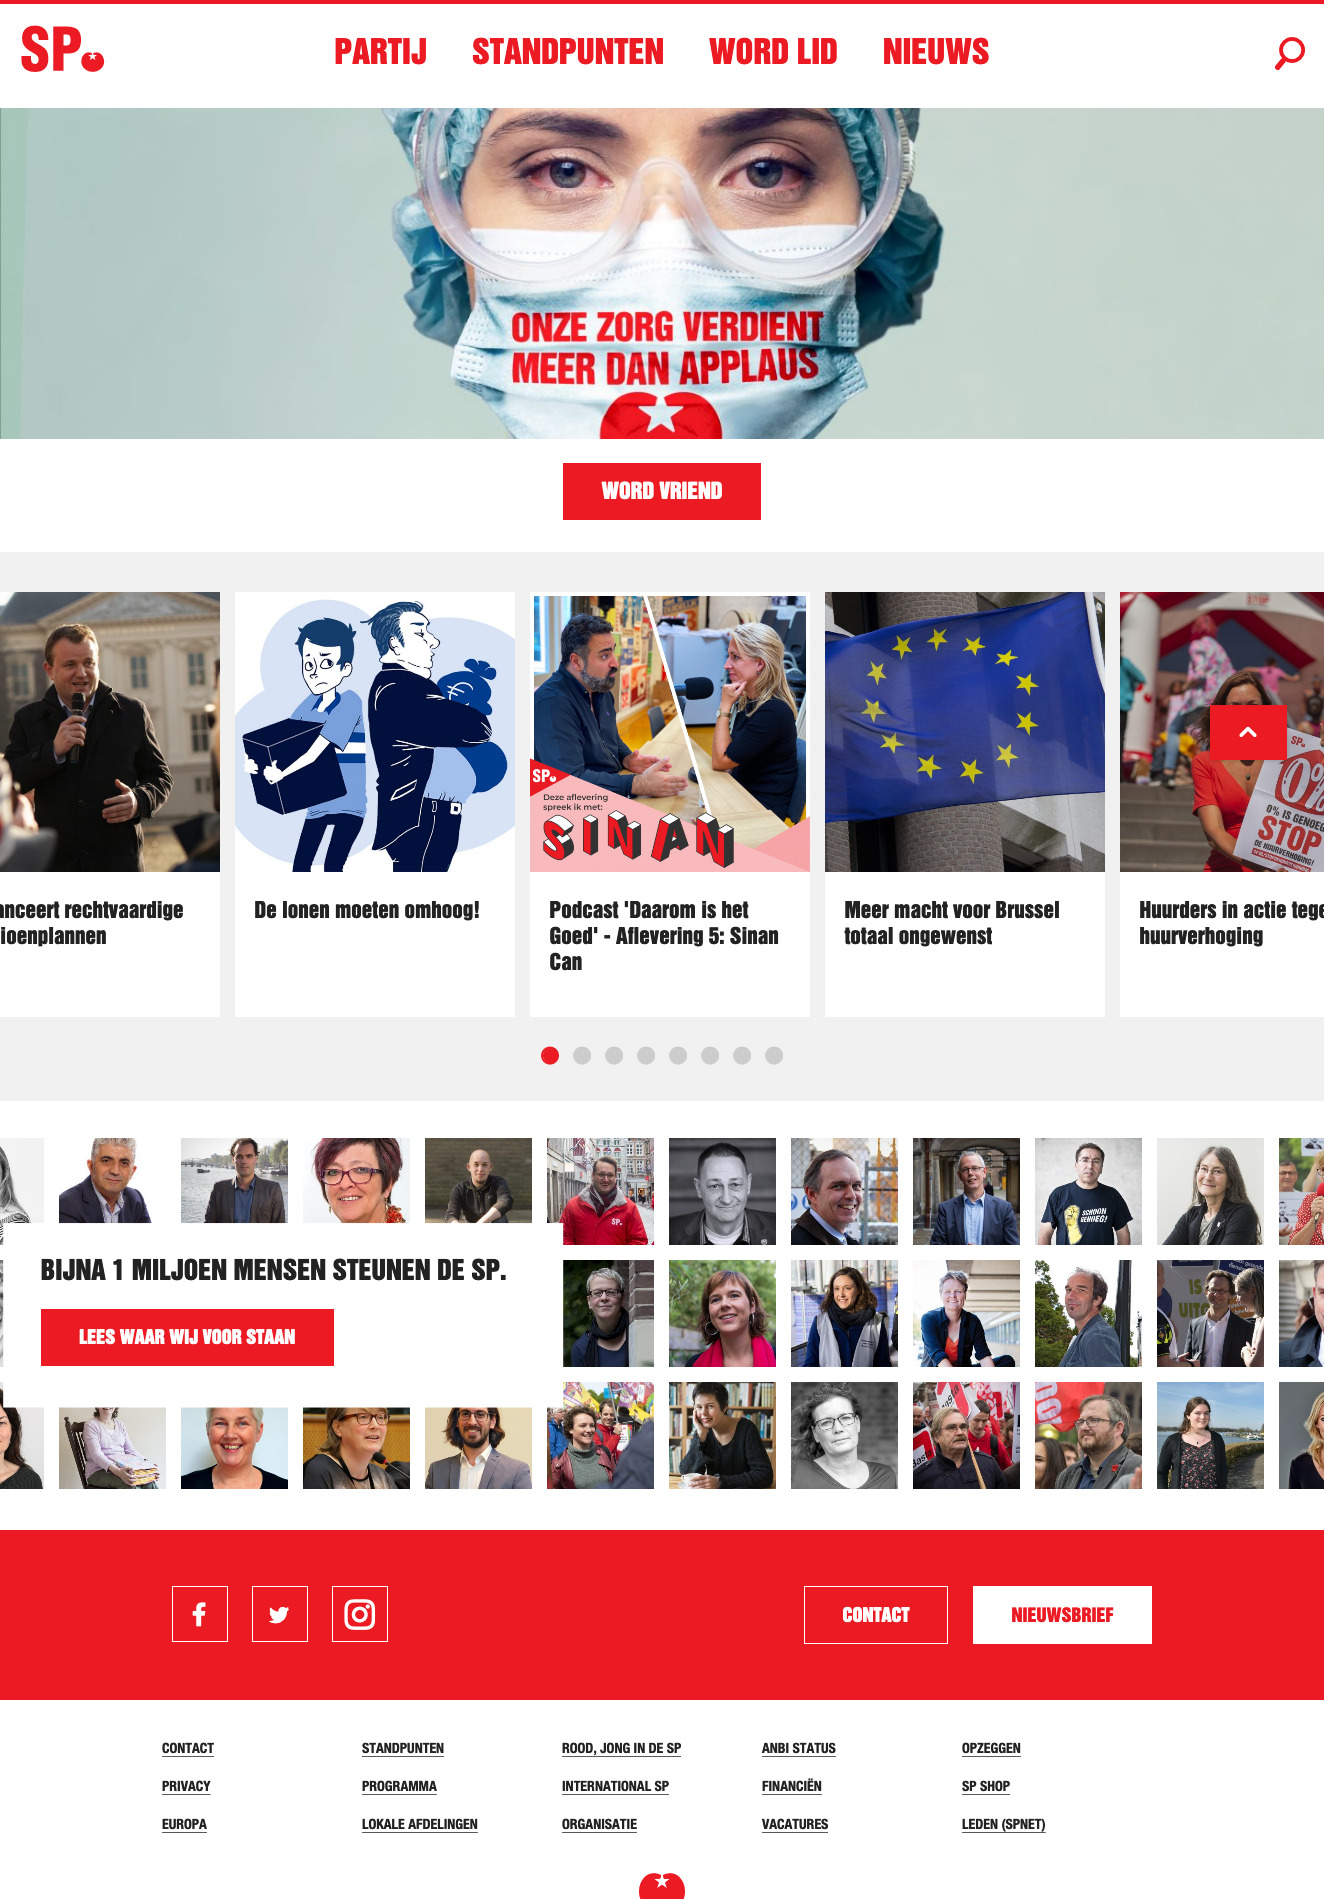 SP.
PARTIJ
STANDPUNTEN
WORD LID
NIEUWS
ONZE ZORG VERDIENT
MEER DAN APPLAUS
WORD VRIEND
SP.
Deze aflevering
spreek ik met:
SINAN
SP.
0%
0% IS GENOEG
STOP
DE HUURVERHOGING!
anceert rechtvaardige
ioenplannen
De lonen moeten omhoog!
Podcast 'Daarom is het
Goed' - Aflevering 5: Sinan
Can
Meer macht voor Brussel
totaal ongewenst
Huurders in actie tege
huurverhoging
SP.
SCHOON
GENOEG!
BIJNA 1 MILJOEN MENSEN STEUNEN DE SP.
LEES WAAR WIJ VOOR STAAN
CONTACT
NIEUWSBRIEF
CONTACT
STANDPUNTEN
ROOD, JONG IN DE SP
ANBI STATUS
OPZEGGEN
PRIVACY
PROGRAMMA
INTERNATIONAL SP
FINANCIËN
SP SHOP
EUROPA
LOKALE AFDELINGEN
ORGANISATIE
VACATURES
LEDEN (SPNET)